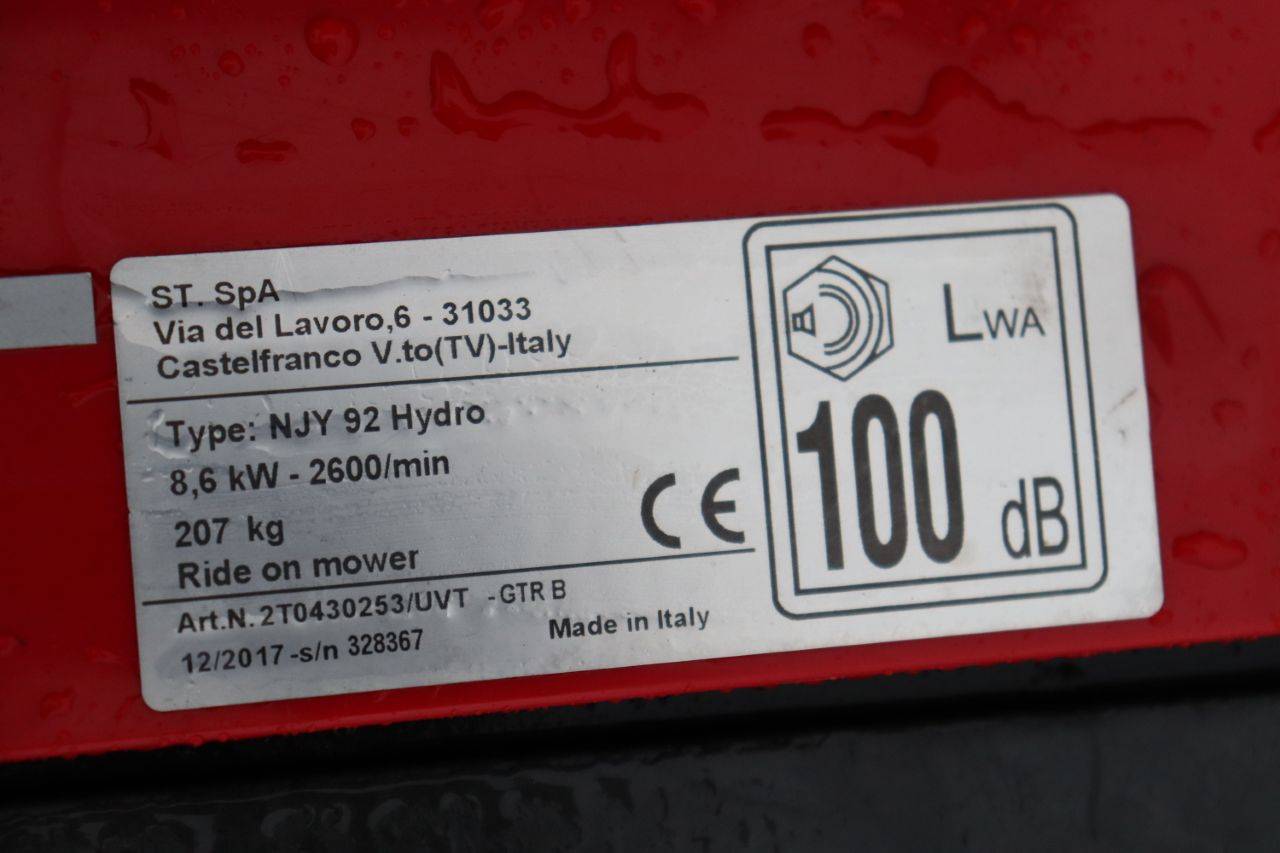 ST. SpA
Via del Lavoro,6 - 31033
Castelfranco V.to(TV)-Italy
Type: NJY 92 Hydro
8,6 kW - 2600/min
207 kg
Ride on mower
CE
Art.N. 2T0430253/UVT -GTR B
12/2017 -s/n 328367
Made in Italy
LWA
100
dB